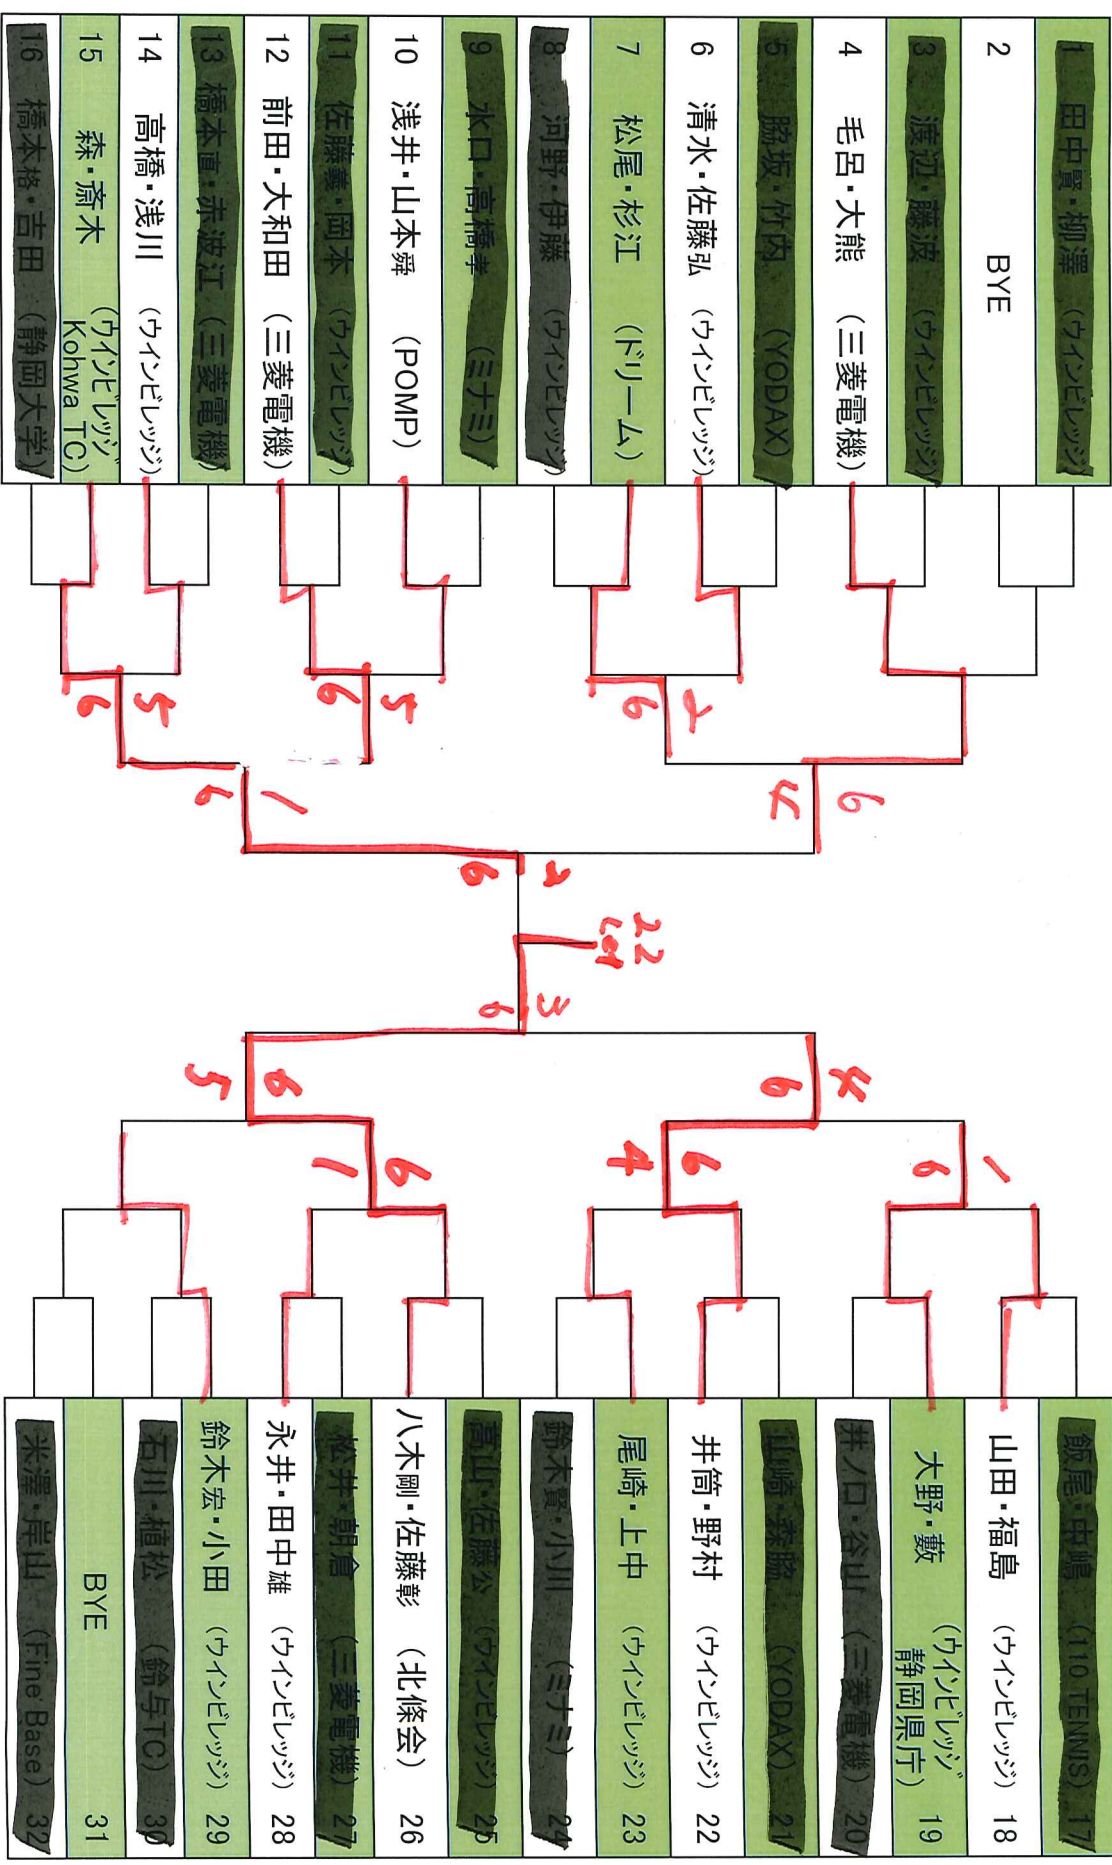 1 田中賢・柳澤 (ウインビレッジ)
2 BYE
3 渡辺・藤波 (ウインビレッジ)
4 毛呂・大熊 (三菱電機)
5 脇坂・竹内 (YODAX)
6 清水・佐藤弘 (ウインビレッジ)
7 松尾・杉江 (ドリーム)
8 河野・伊藤 (ウインビレッジ)
9 水口・高橋孝 (ミナミ)
10 浅井・山本舜 (POMP)
11 佐藤義・岡本 (ウインビレッジ)
12 前田・大和田 (三菱電機)
13 橋本直・赤波江 (三菱電機)
14 高橋・浅川 (ウインビレッジ)
15 森・斎木 (ウインビレッジ
Kohwa TC)
16 橋本格・吉田 (静岡大学)
2
6
5
6
5
6
6
4
1
6
2
6
22
3
6
4
6
6
5
1
6
6
4
6
1
飯尾・中嶋 (110 TENNIS) 17
山田・福島 (ウインビレッジ) 18
大野・藪 (ウインビレッジ
静岡県庁) 19
井ノ口・谷山 (三菱電機) 20
山崎・森脇 (YODAX) 21
井筒・野村 (ウインビレッジ) 22
尾崎・上中 (ウインビレッジ) 23
鈴木賢・小川 (ミナミ) 24
高山・佐藤公 (ウインビレッジ) 25
八木剛・佐藤彰 (北條会) 26
松井・朝倉 (三菱電機) 27
永井・田中雄 (ウインビレッジ) 28
鈴木宏・小田 (ウインビレッジ) 29
石川・植松 (鈴与TC) 30
BYE 31
米澤・岸山 (Fine Base) 32